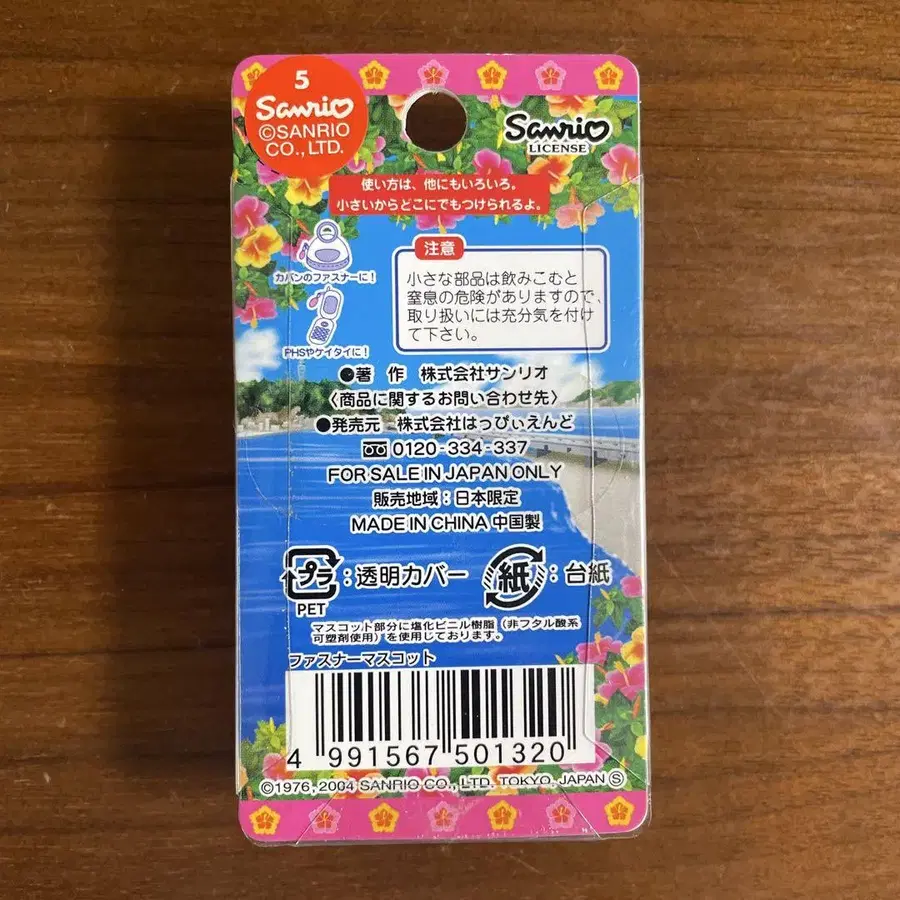 5
Sanrio
©SANRIO
CO., LTD.
Sanrio
LICENSE
使い方は、他にもいろいろ。
小さいからどこにでもつけられるよ。
カバンのファスナーに!
PHSやケイタイに!
注意
小さな部品は飲みこむと
窒息の危険がありますので、
取り扱いには充分気を付け
て下さい。
●著 作 株式会社サンリオ
〈商品に関するお問い合わせ先〉
●発売元 株式会社はっぴぃえんど
0120-334-337
FOR SALE IN JAPAN ONLY
販売地域:日本限定
MADE IN CHINA 中国製
プラ:透明カバー
PET
紙:台紙
マスコット部分に塩化ビニル樹脂(非フタル酸系
可塑剤使用)を使用しております。
ファスナーマスコット
4 991567 501320
©1976, 2004 SANRIO CO., LTD. TOKYO, JAPAN Ⓢ